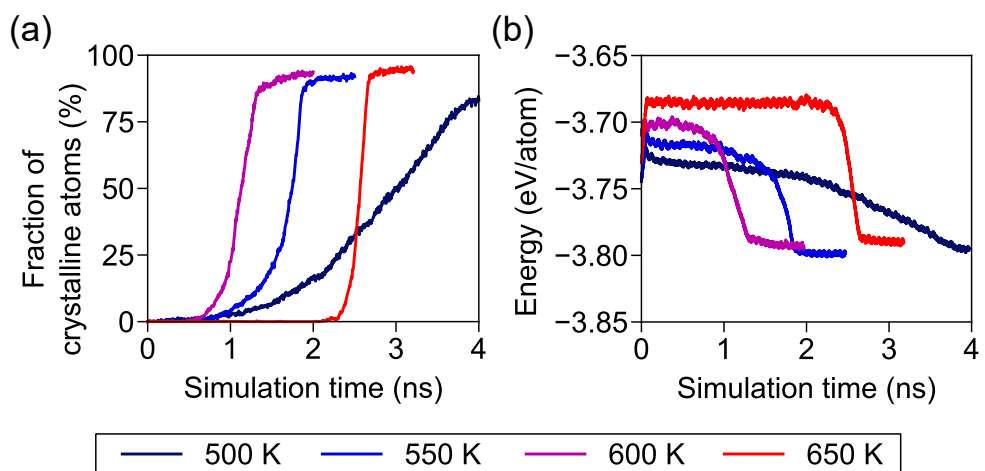 (a)
100
75
50
25
0
0 1 2 3 4
Fraction of
crystalline atoms (%)
Simulation time (ns)
(b)
−3.65
−3.70
−3.75
−3.80
−3.85
0 1 2 3 4
Energy (eV/atom)
Simulation time (ns)
500 K 550 K 600 K 650 K